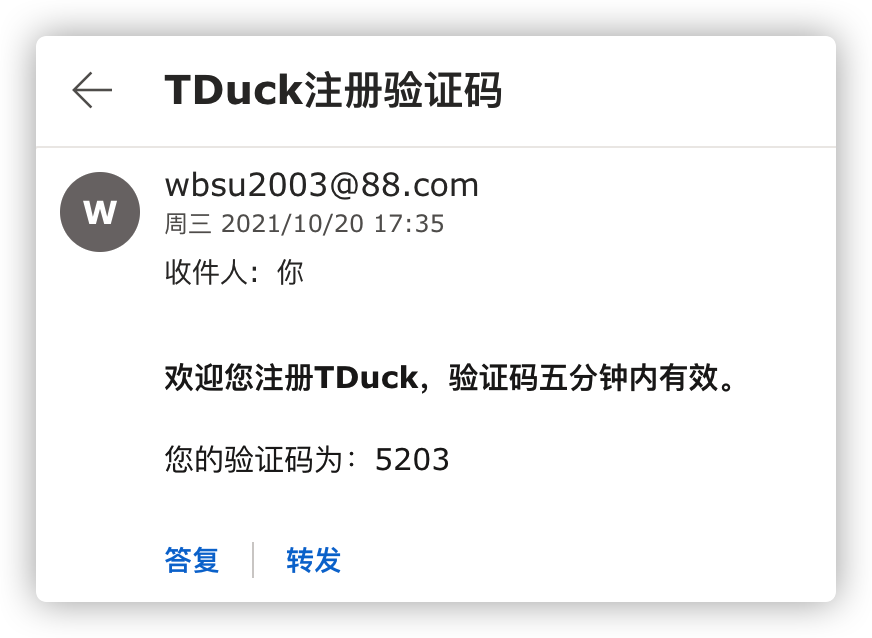 TDuck注册验证码
W
wbsu2003@88.com
周三 2021/10/20 17:35
收件人：你
欢迎您注册TDuck，验证码五分钟内有效。
您的验证码为：5203
答复 转发